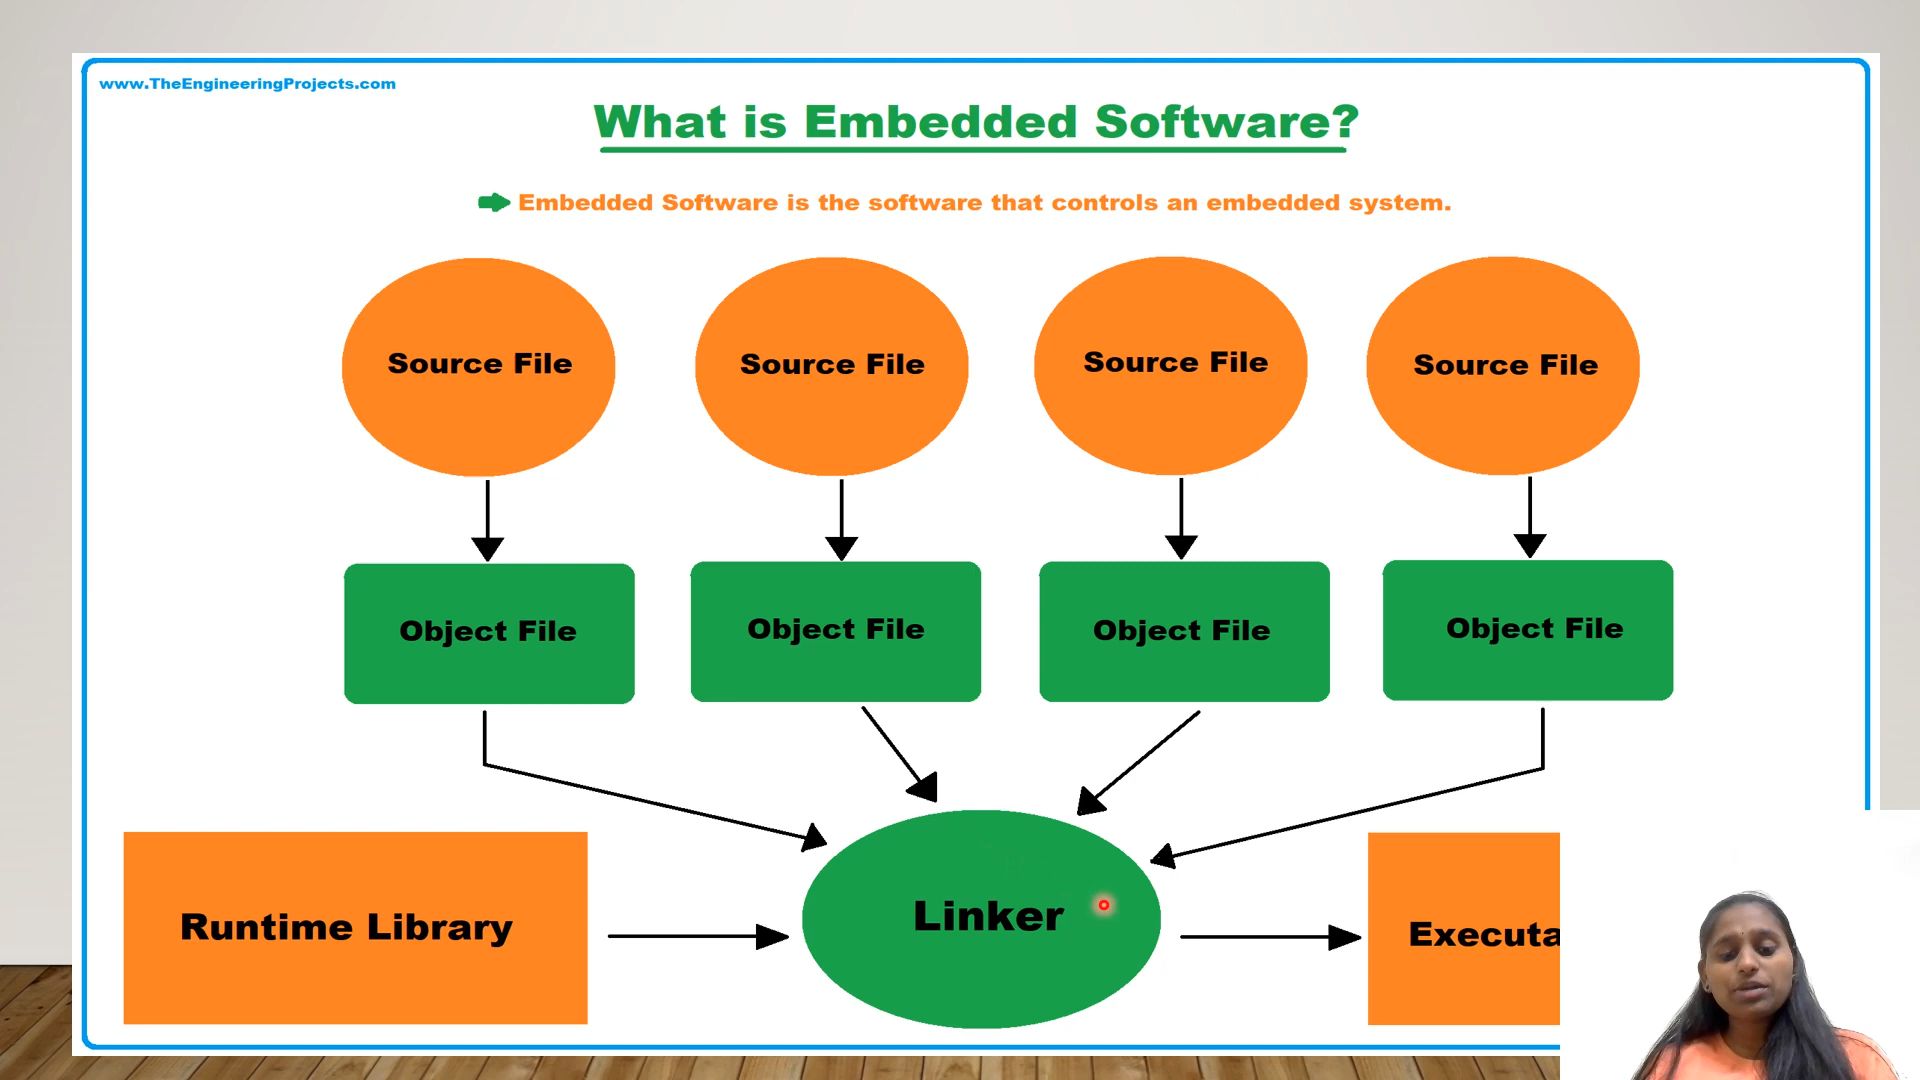 www.TheEngineeringProjects.com
What is Embedded Software?
Embedded Software is the software that controls an embedded system.
Source File
Source File
Source File
Source File
Object File
Object File
Object File
Object File
Runtime Library
Linker
Executa